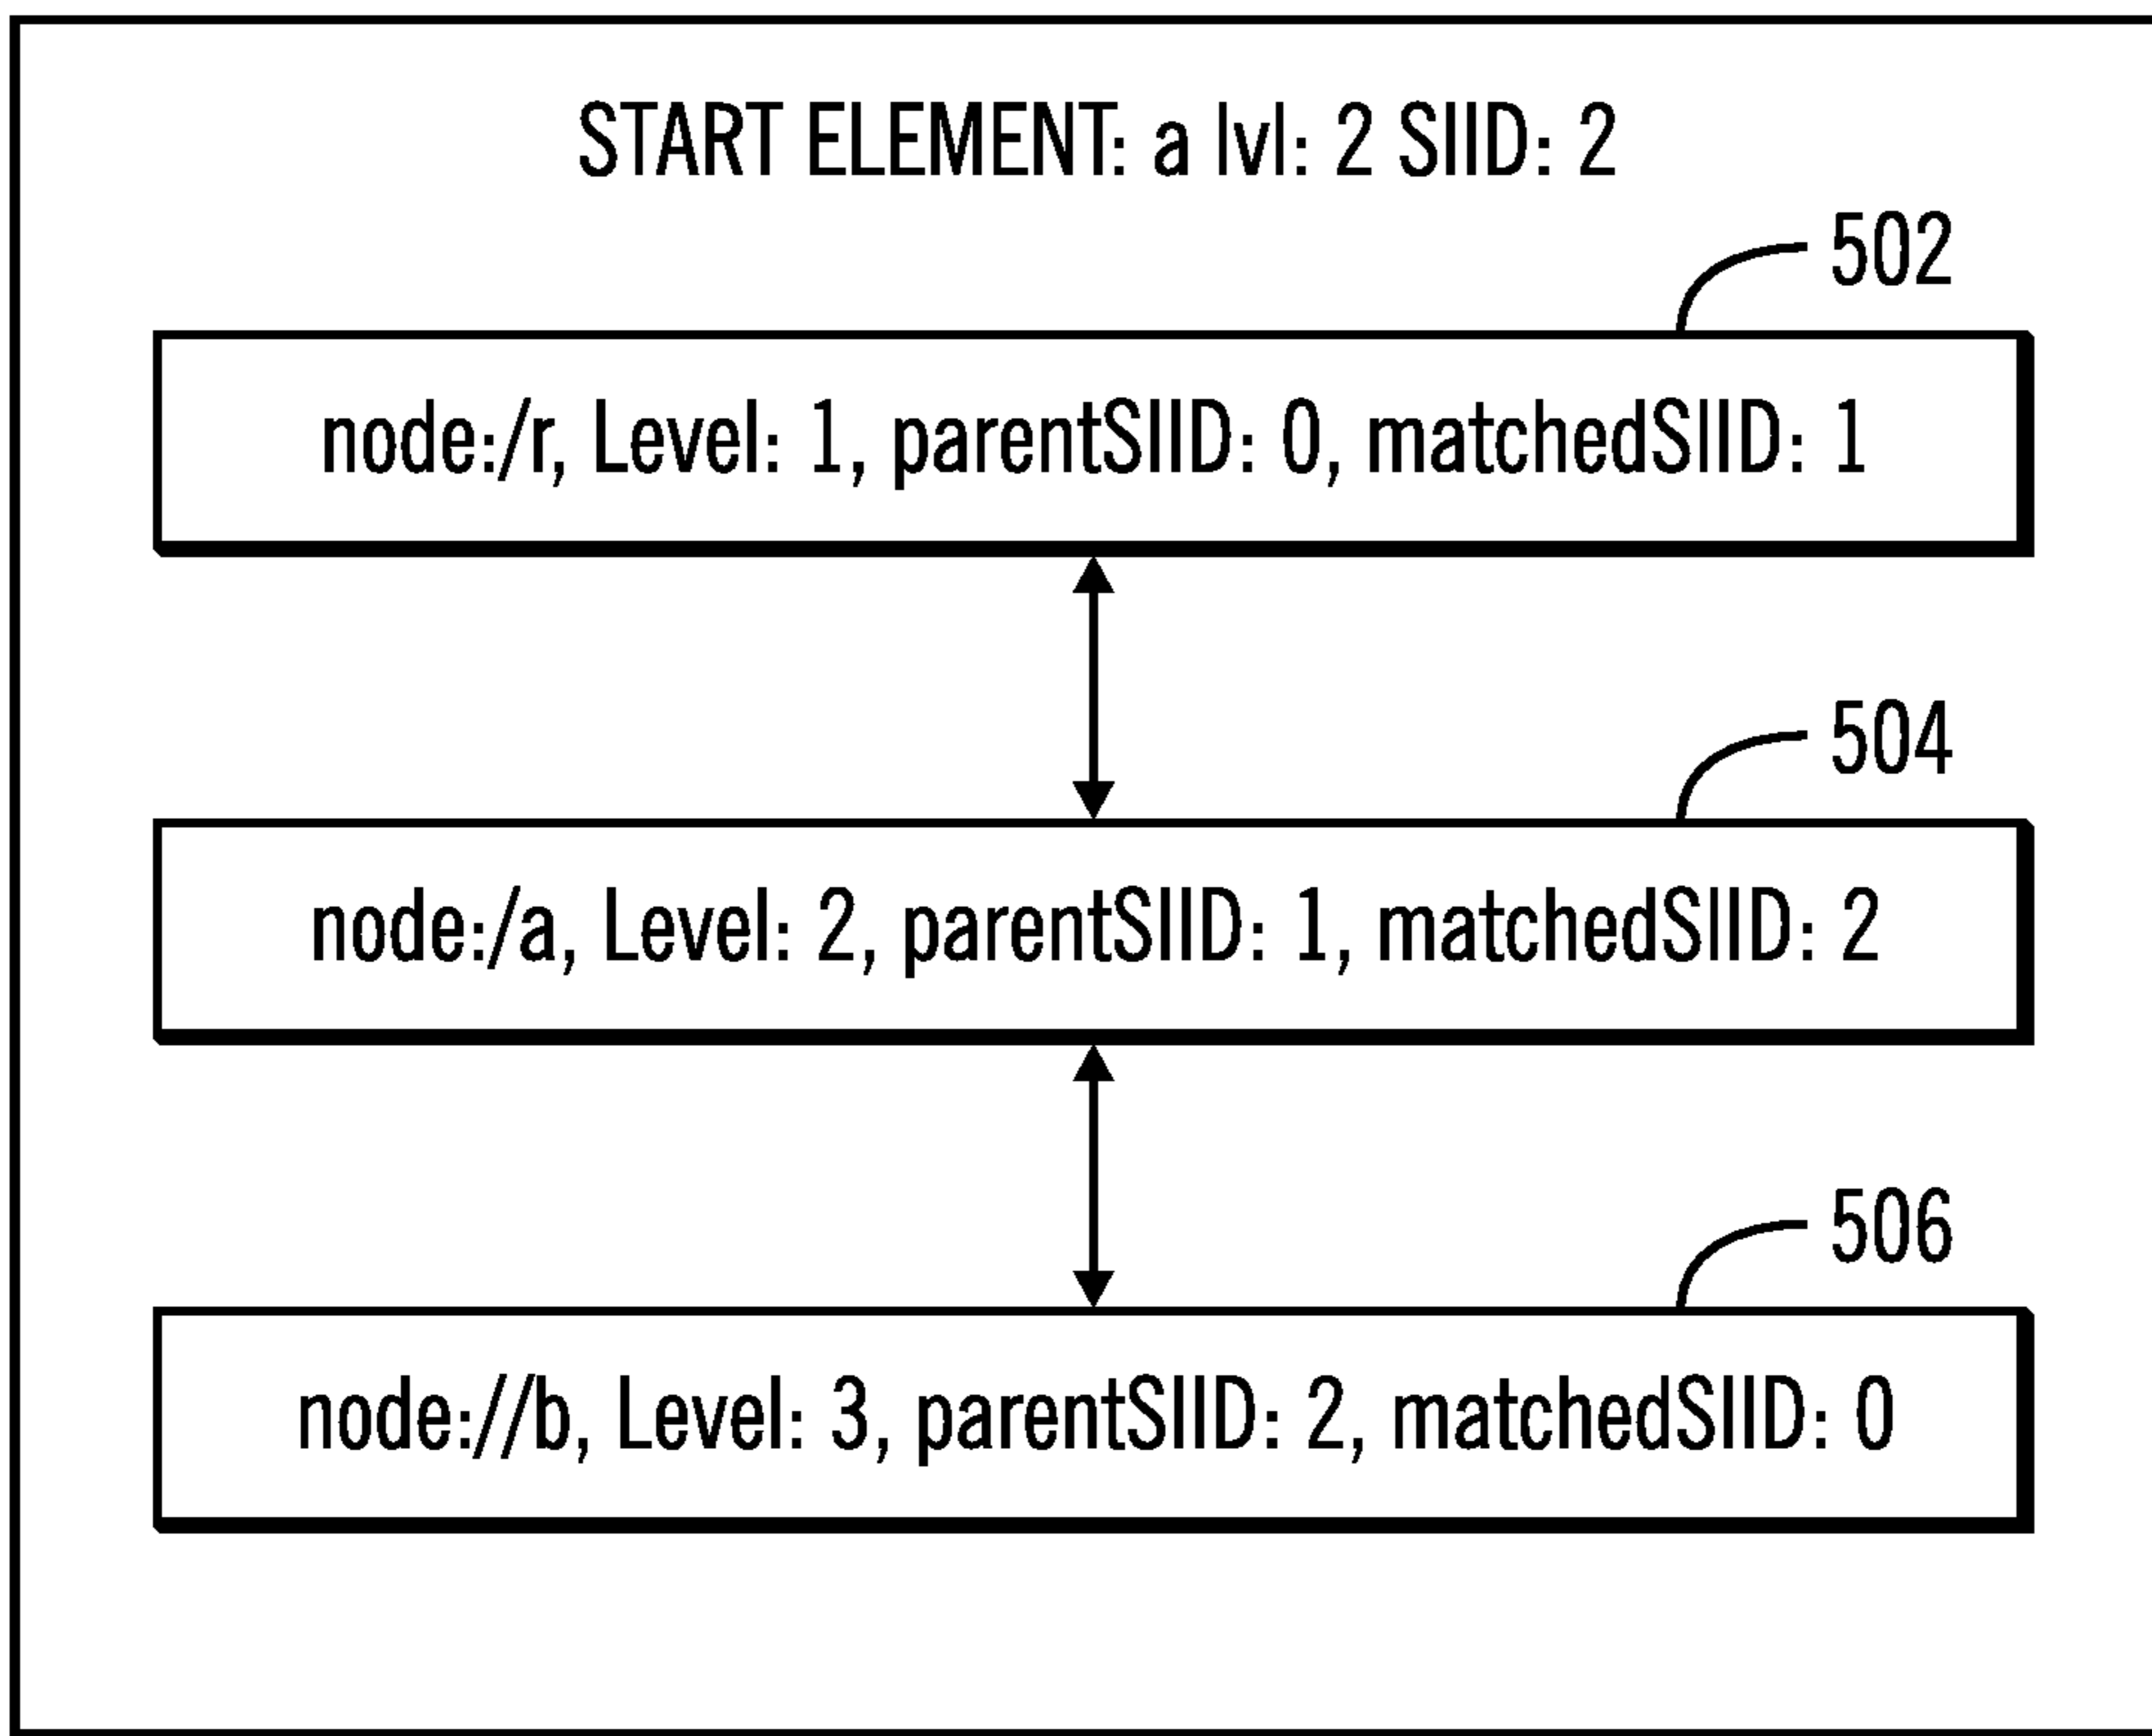 START ELEMENT: a lvl: 2 SIID: 2
502
node:/r, Level: 1, parentSIID: 0, matchedSIID: 1
504
node:/a, Level: 2, parentSIID: 1, matchedSIID: 2
506
node://b, Level: 3, parentSIID: 2, matchedSIID: 0